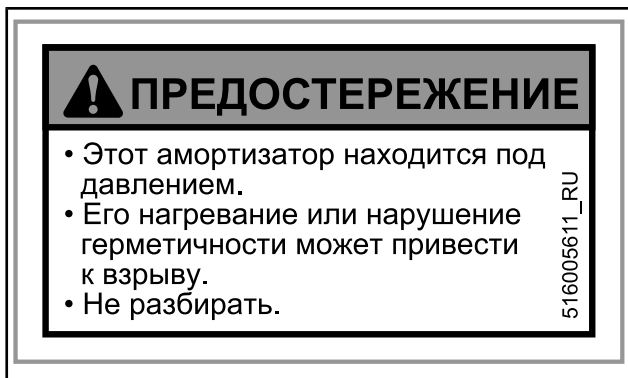 ПРЕДОСТЕРЕЖЕНИЕ
• Этот амортизатор находится под
давлением.
• Его нагревание или нарушение
герметичности может привести
к взрыву.
• Не разбирать.
516005611_RU